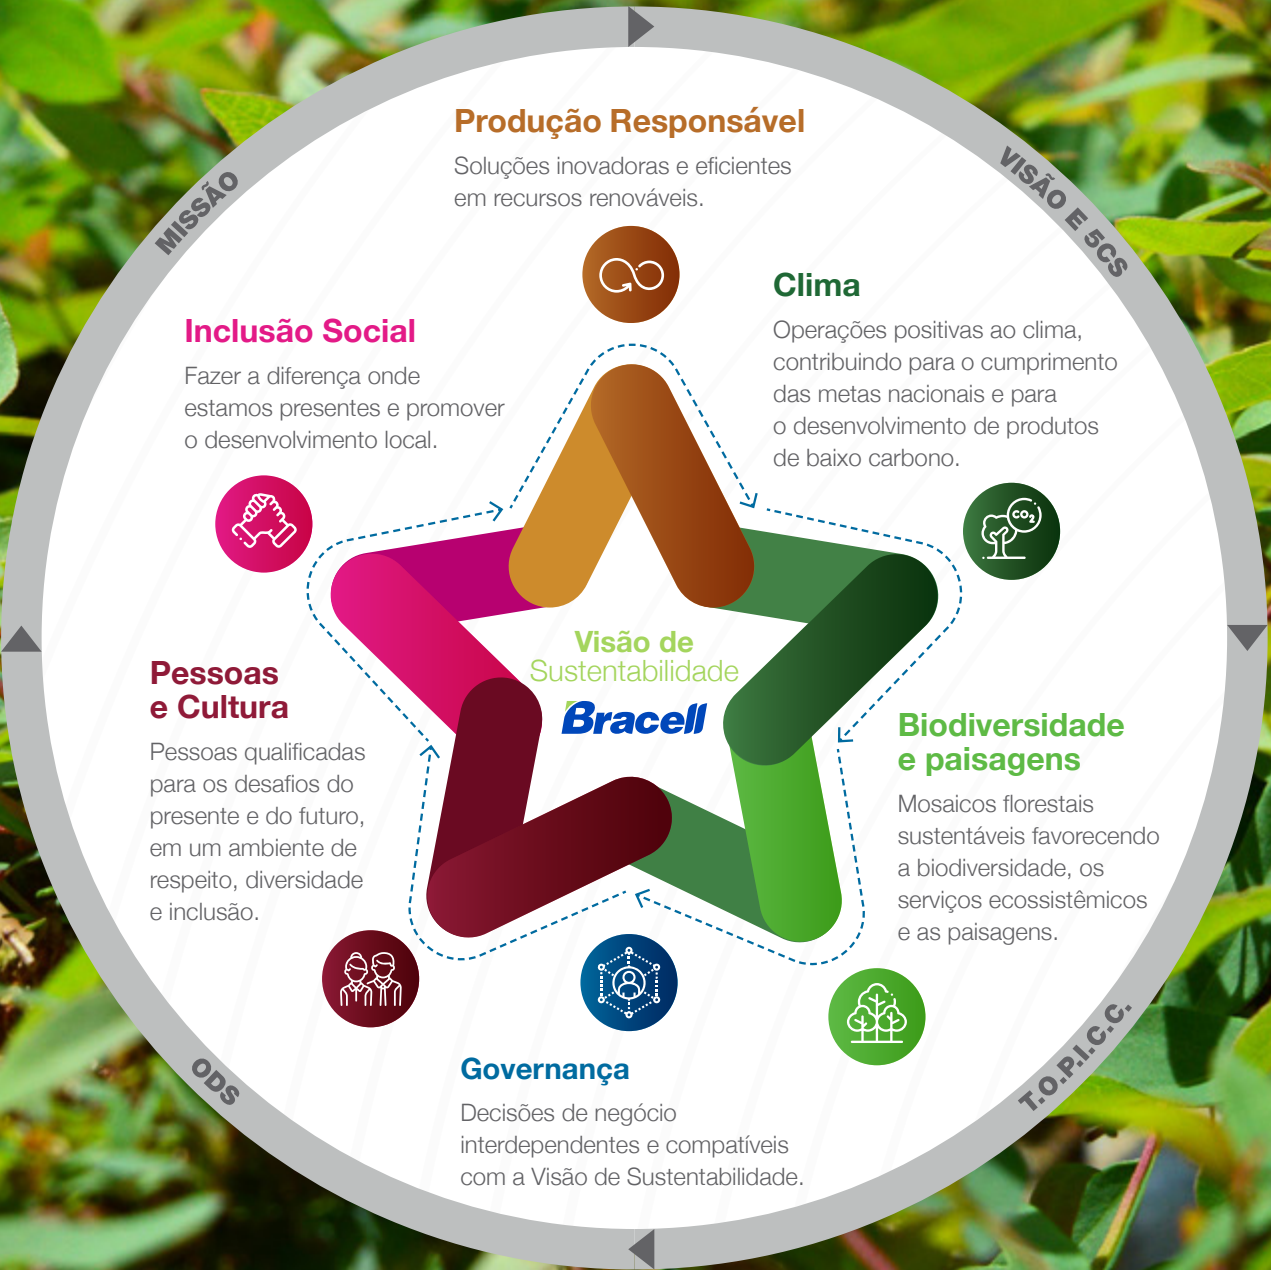 MISSÃO
VISÃO E 5CS
Produção Responsável
Soluções inovadoras e eficientes
em recursos renováveis.
Clima
Operações positivas ao clima,
contribuindo para o cumprimento
das metas nacionais e para
o desenvolvimento de produtos
de baixo carbono.
CO₂
Inclusão Social
Fazer a diferença onde
estamos presentes e promover
o desenvolvimento local.
Visão de
Sustentabilidade
Bracell
Pessoas
e Cultura
Pessoas qualificadas
para os desafios do
presente e do futuro,
em um ambiente de
respeito, diversidade
e inclusão.
Biodiversidade
e paisagens
Mosaicos florestais
sustentáveis favorecendo
a biodiversidade, os
serviços ecossistêmicos
e as paisagens.
Governança
Decisões de negócio
interdependentes e compatíveis
com a Visão de Sustentabilidade.
ODS
T.O.P.I.C.C.